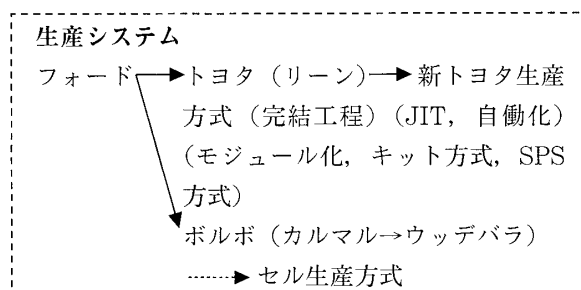 生産システム
フォード→トヨタ（リーン）→新トヨタ生産
方式（完結工程）（JIT，自働化）
（モジュール化，キット方式，SPS
方式）
ボルボ（カルマル→ウッデバラ）
┈┈▶ セル生産方式